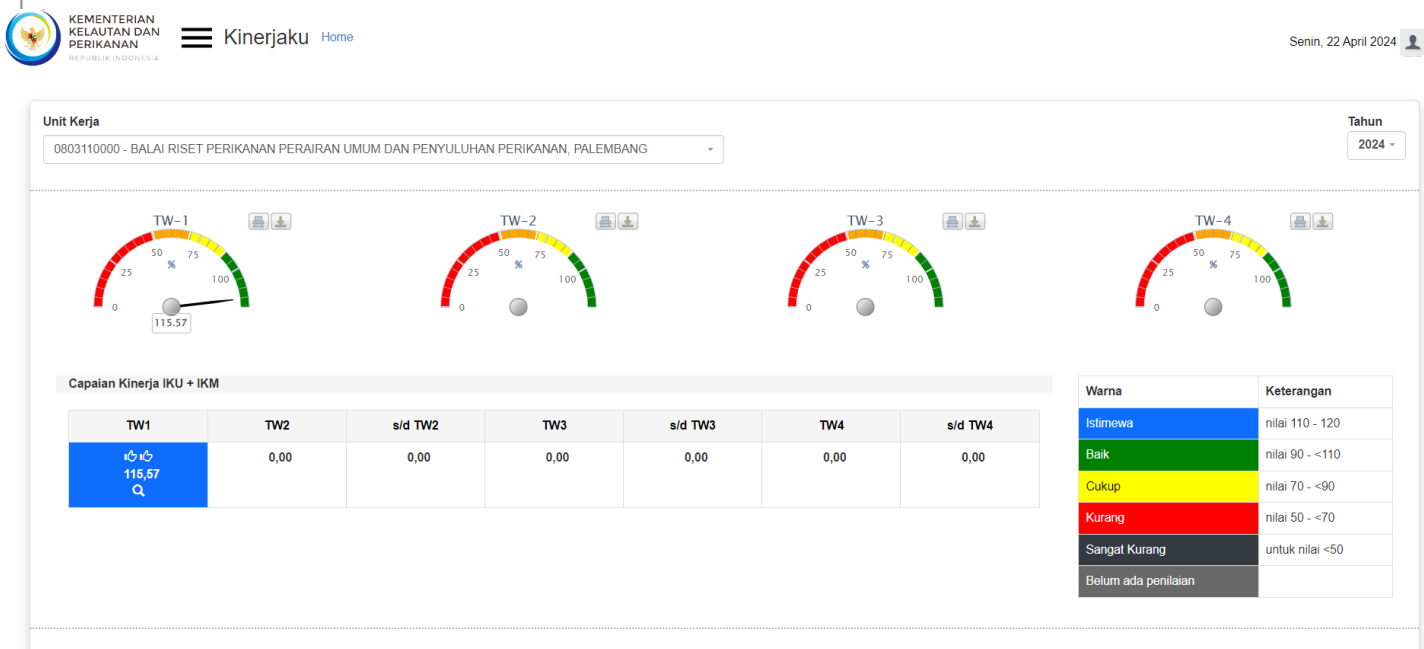 KEMENTERIAN
KELAUTAN DAN
PERIKANAN
REPUBLIK INDONESIA
Kinerjaku Home
Senin, 22 April 2024
Unit Kerja
Tahun
0803110000 - BALAI RISET PERIKANAN PERAIRAN UMUM DAN PENYULUHAN PERIKANAN, PALEMBANG
2024
TW-1
0 25 50 75 100
%
115.57
TW-2
0 25 50 75 100
%
TW-3
0 25 50 75 100
%
TW-4
0 25 50 75 100
%
Capaian Kinerja IKU + IKM
TW1 TW2 s/d TW2 TW3 s/d TW3 TW4 s/d TW4
115,57 0,00 0,00 0,00 0,00 0,00 0,00
Warna Keterangan
Istimewa nilai 110 - 120
Baik nilai 90 - <110
Cukup nilai 70 - <90
Kurang nilai 50 - <70
Sangat Kurang untuk nilai <50
Belum ada penilaian